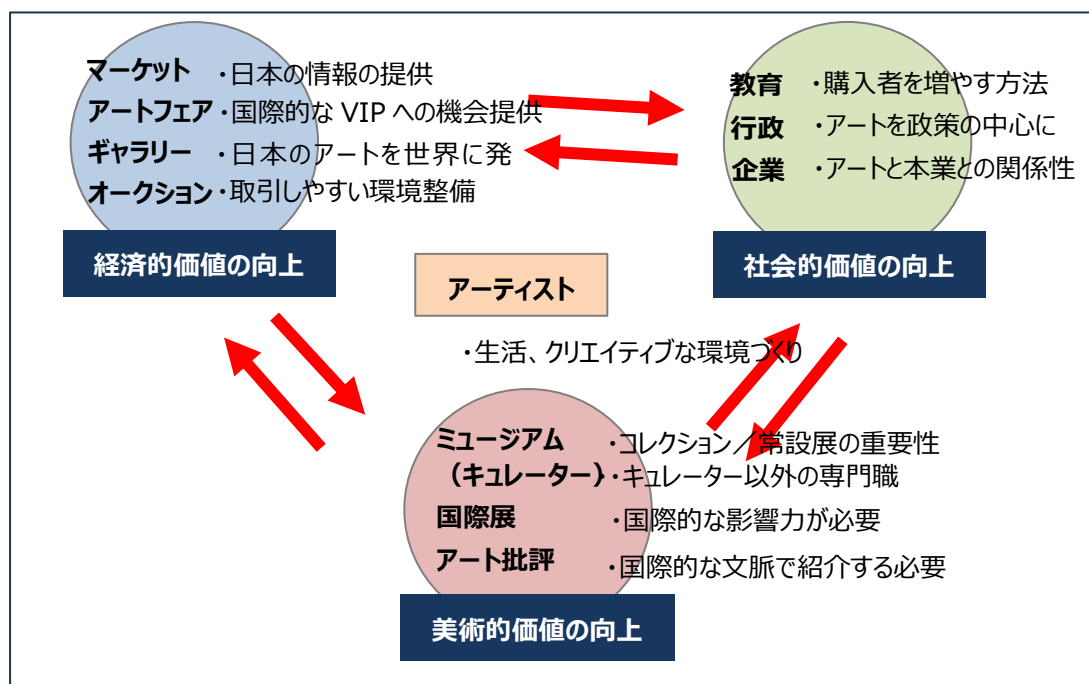 マーケット ・日本の情報の提供
アートフェア ・国際的な VIP への機会提供
ギャラリー ・日本のアートを世界に発
オークション ・取引しやすい環境整備
経済的価値の向上
教育 ・購入者を増やす方法
行政 ・アートを政策の中心に
企業 ・アートと本業との関係性
社会的価値の向上
アーティスト
・生活、クリエイティブな環境づくり
ミュージアム ・コレクション／常設展の重要性
（キュレーター） ・キュレーター以外の専門職
国際展 ・国際的な影響力が必要
アート批評 ・国際的な文脈で紹介する必要
美術的価値の向上